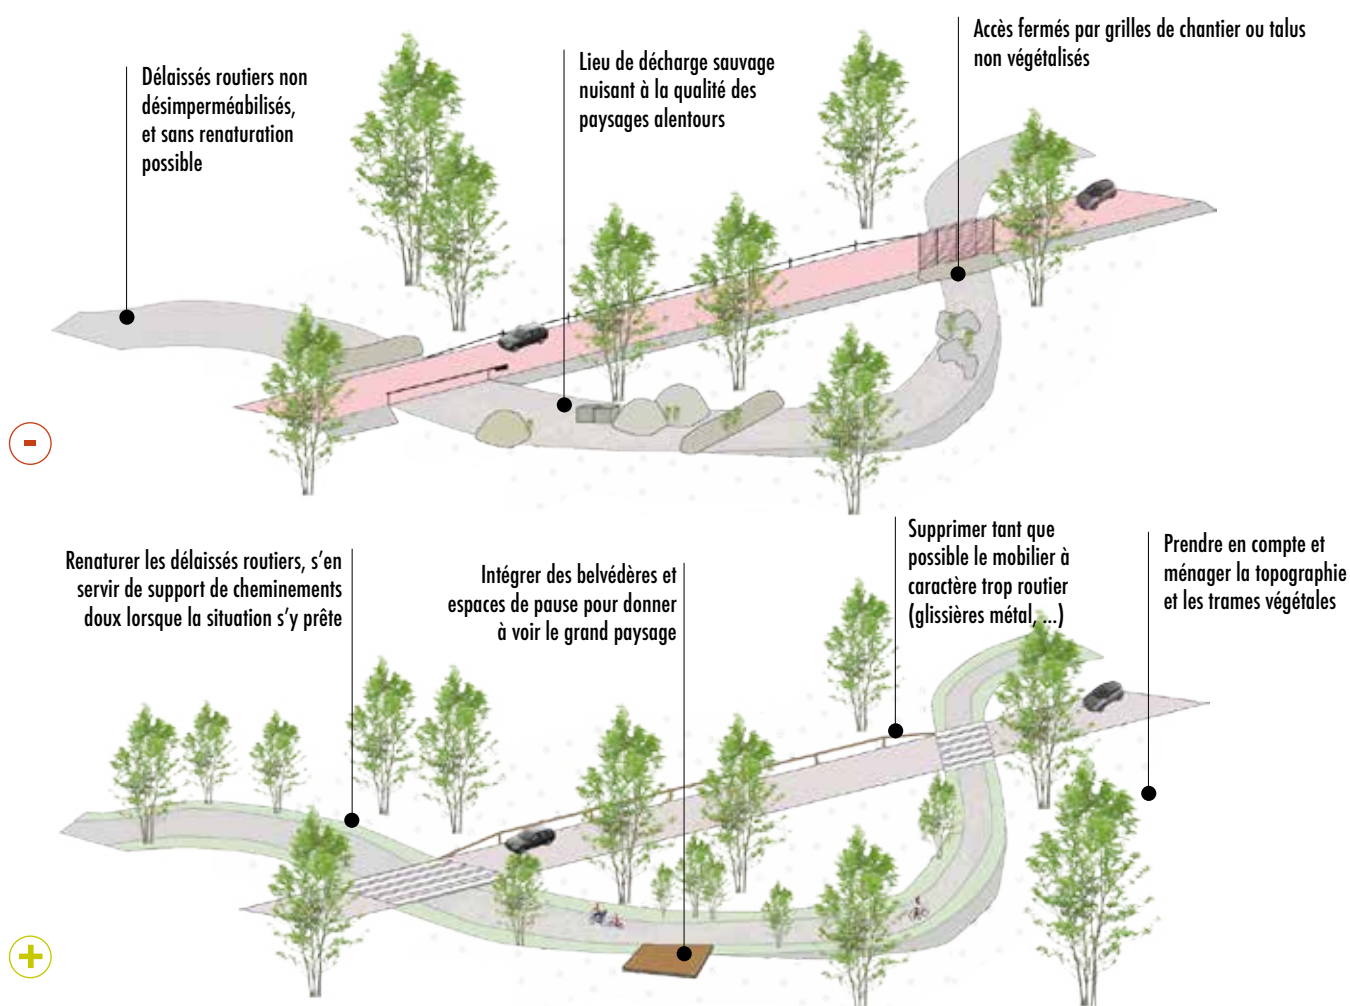 Délaissés routiers non
désimperméabilisés,
et sans renaturation
possible
Lieu de décharge sauvage
nuisant à la qualité des
paysages alentours
Accès fermés par grilles de chantier ou talus
non végétalisés
-
Renaturer les délaissés routiers, s’en
servir de support de cheminements
doux lorsque la situation s’y prête
Intégrer des belvédères et
espaces de pause pour donner
à voir le grand paysage
Supprimer tant que
possible le mobilier à
caractère trop routier
(glissières métal, ...)
Prendre en compte et
ménager la topographie
et les trames végétales
+